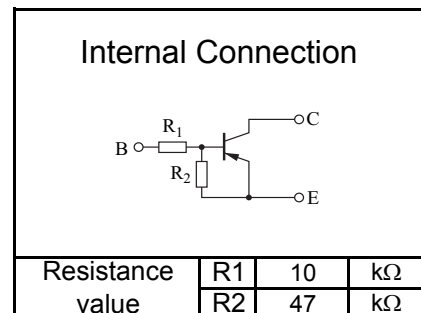 Internal Connection
C
R1
B
R2
E
Resistance value R1 10 kΩ
R2 47 kΩ